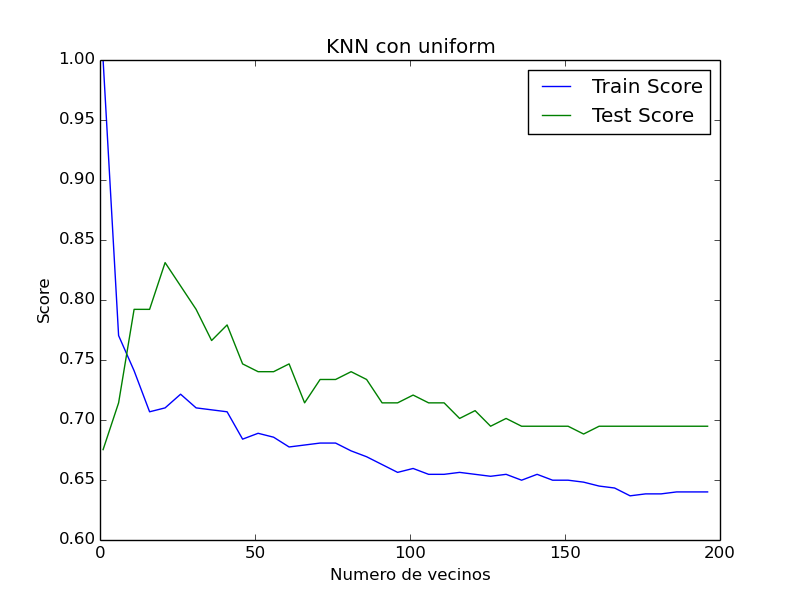 KNN con uniform
Train Score
Test Score
1.00
0.95
0.90
0.85
0.80
0.75
0.70
0.65
0.60
Score
0 50 100 150 200
Numero de vecinos